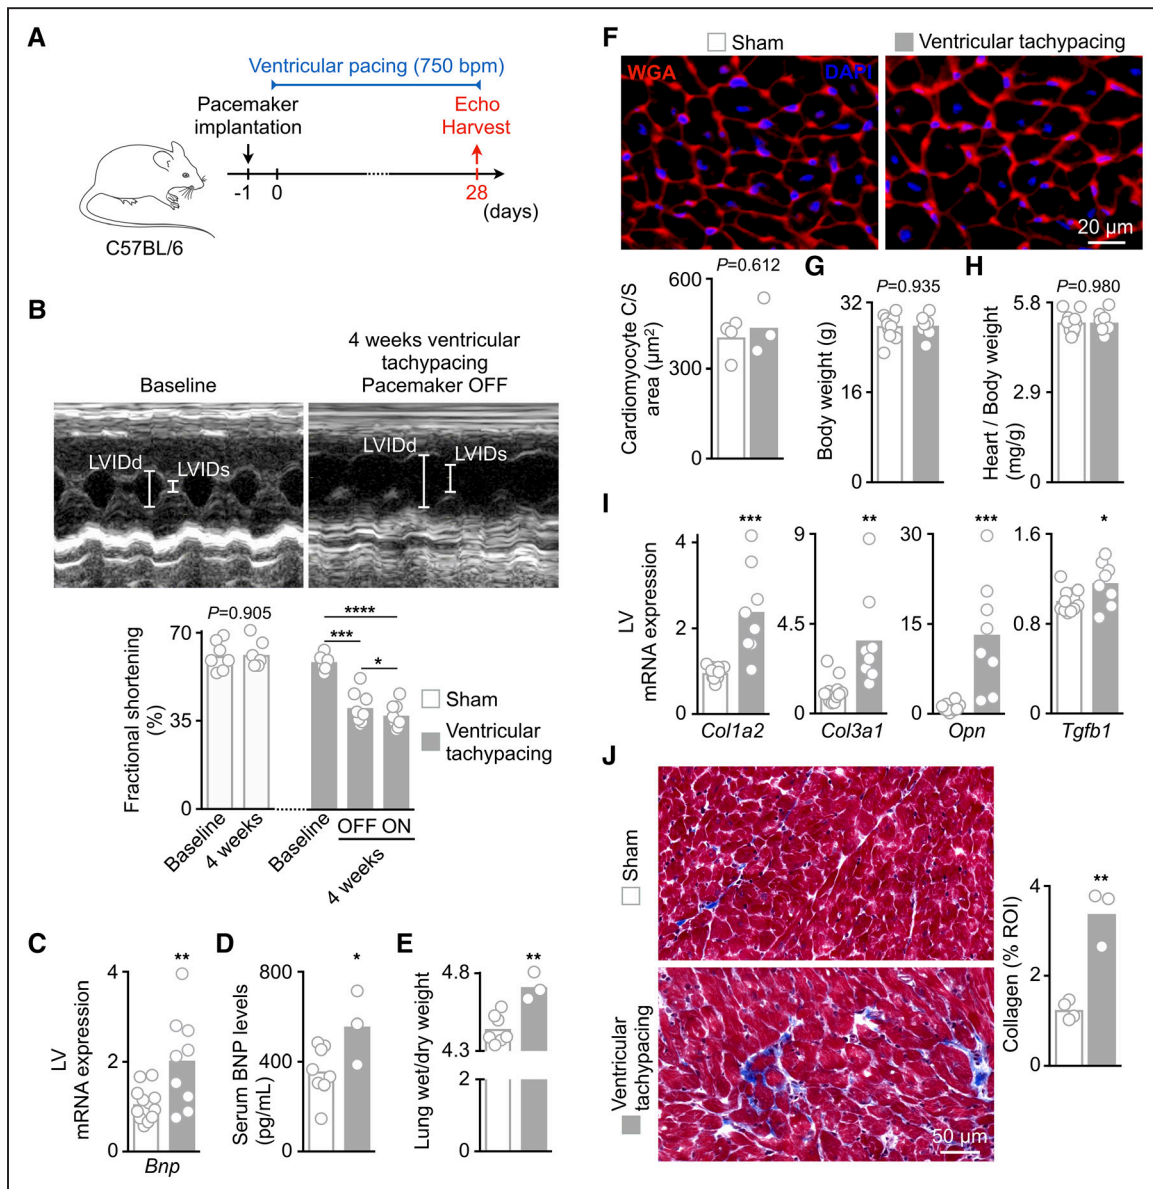 A
Ventricular pacing (750 bpm)
Pacemaker
implantation
Echo
Harvest
-1
0
28
(days)
C57BL/6
B
Baseline
4 weeks ventricular
tachypacing
Pacemaker OFF
LVIDd
LVIDs
LVIDd
LVIDs
Fractional shortening
(%)
70
35
0
P=0.905
****
***
*
Sham
Ventricular
tachypacing
Baseline
4 weeks
Baseline
OFF ON
4 weeks
C
LV
mRNA expression
4
2
0
**
Bnp
D
Serum BNP levels
(pg/mL)
800
400
0
*
E
Lung wet/dry weight
4.8
4.3
2
0
**
F
Sham
Ventricular tachypacing
WGA
DAPI
20 µm
Cardiomyocyte C/S
area (µm²)
600
300
0
P=0.612
G
Body weight (g)
32
16
0
P=0.935
H
Heart / Body weight
(mg/g)
5.8
2.9
0
P=0.980
I
LV
mRNA expression
4
2
0
***
Col1a2
9
4.5
0
**
Col3a1
30
15
0
***
Opn
1.6
0.8
0
*
Tgfb1
J
Sham
Ventricular
tachypacing
50 µm
Collagen (% ROI)
4
2
0
**